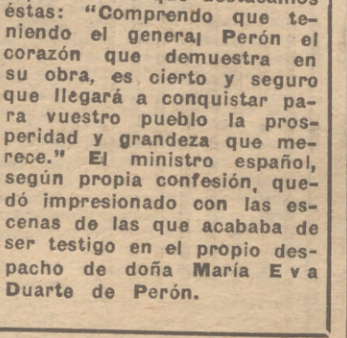 que destacamos
éstas: "Comprendo que te-
niendo el general Perón el
corazón que demuestra en
su obra, es cierto y seguro
que llegará a conquistar pa-
ra vuestro pueblo la pros-
peridad y grandeza que me-
rece." El ministro español,
según propia confesión, que-
dó impresionado con las es-
cenas de las que acababa de
ser testigo en el propio des-
pacho de doña María Eva
Duarte de Perón.